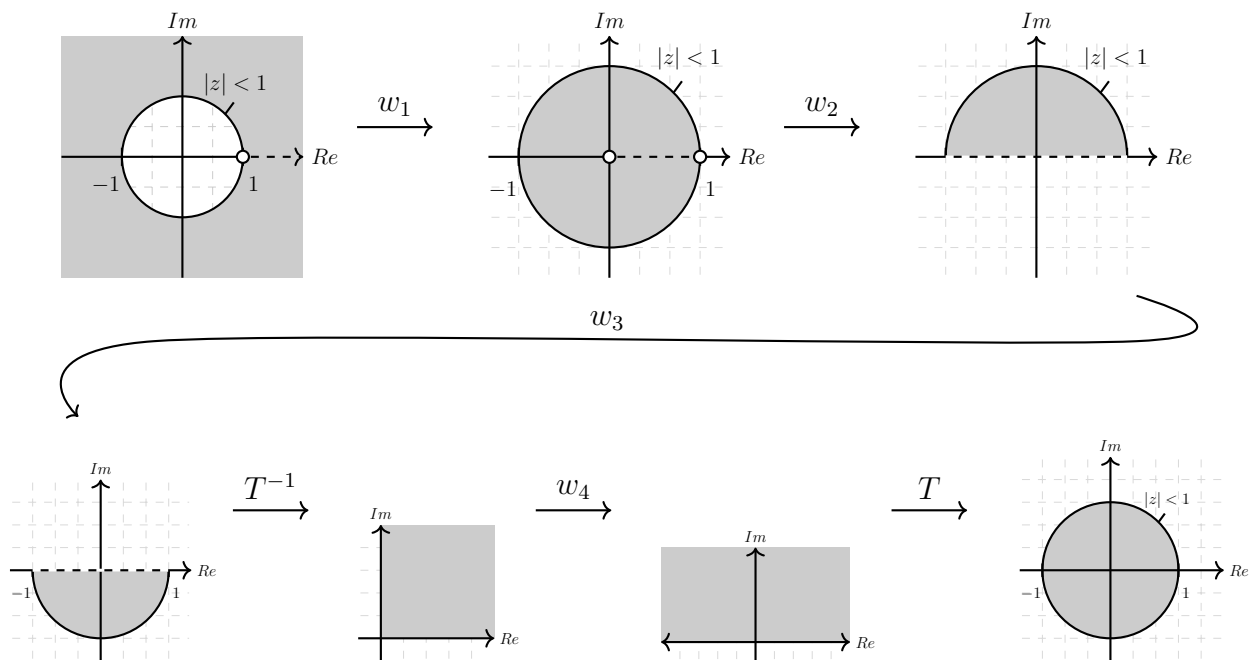 Im
|z| < 1
Re
−1
1
w₁
Im
|z| < 1
Re
−1
1
w₂
Im
|z| < 1
Re
w₃
Im
Re
−1
1
T⁻¹
Im
Re
w₄
Im
Re
T
Im
|z| < 1
Re
−1
1